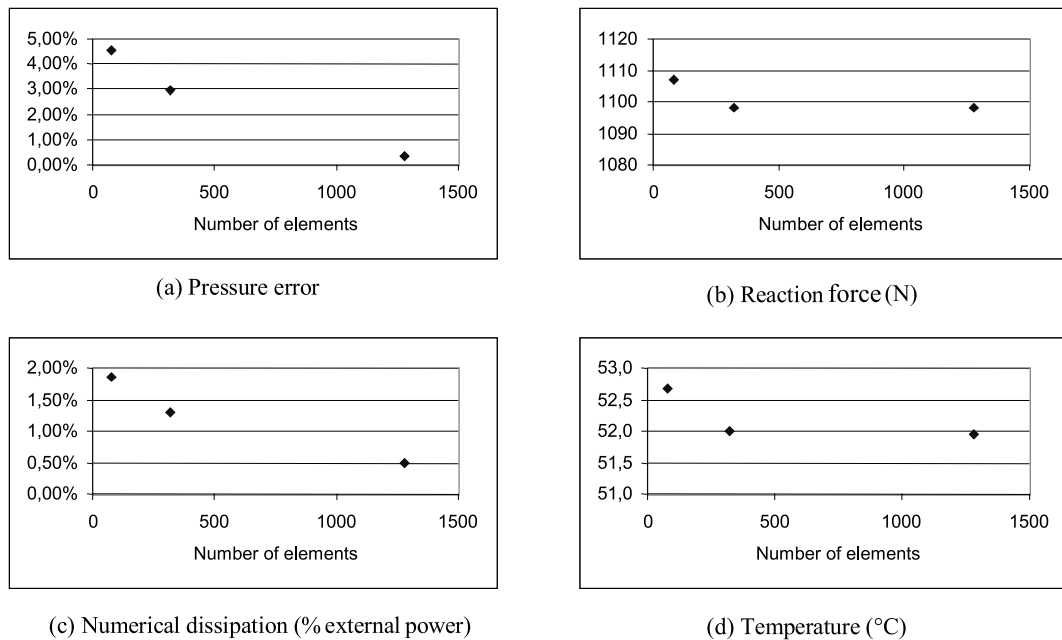 5,00%
4,00%
3,00%
2,00%
1,00%
0,00%
0 500 1000 1500
Number of elements
(a) Pressure error
1120
1110
1100
1090
1080
0 500 1000 1500
Number of elements
(b) Reaction force (N)
2,00%
1,50%
1,00%
0,50%
0,00%
0 500 1000 1500
Number of elements
(c) Numerical dissipation (% external power)
53,0
52,5
52,0
51,5
51,0
0 500 1000 1500
Number of elements
(d) Temperature (°C)